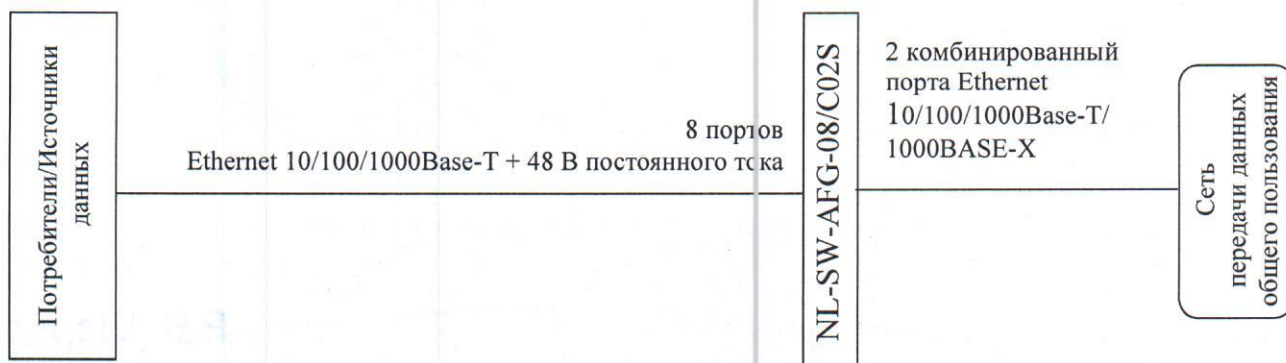 Потребители/Источники
данных
8 портов
Ethernet 10/100/1000Base-T + 48 В постоянного тока
NL-SW-AFG-08/C02S
2 комбинированный
порта Ethernet
10/100/1000Base-T/
1000BASE-X
Сеть
передачи данных
общего пользования